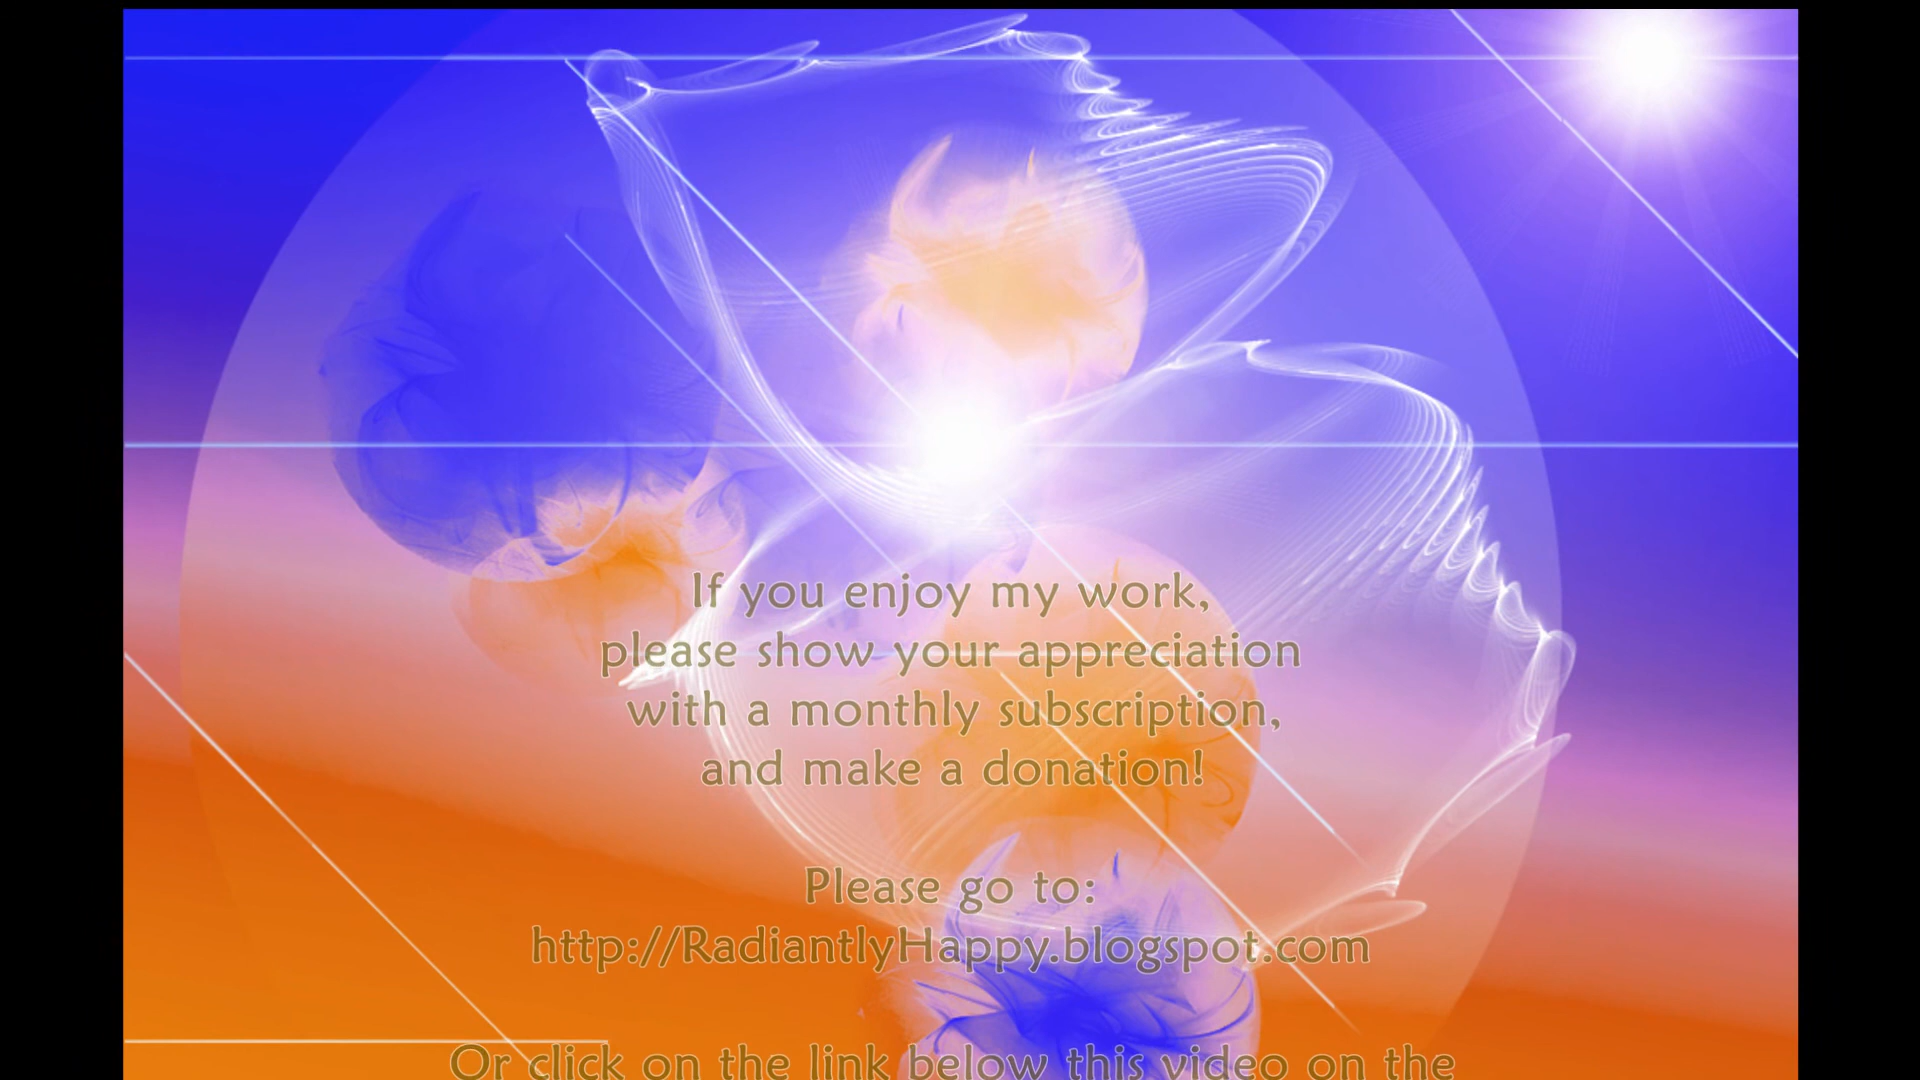 If you enjoy my work,
please show your appreciation
with a monthly subscription,
and make a donation!
Please go to:
http://RadiantlyHappy.blogspot.com
Or click on the link below this video on the